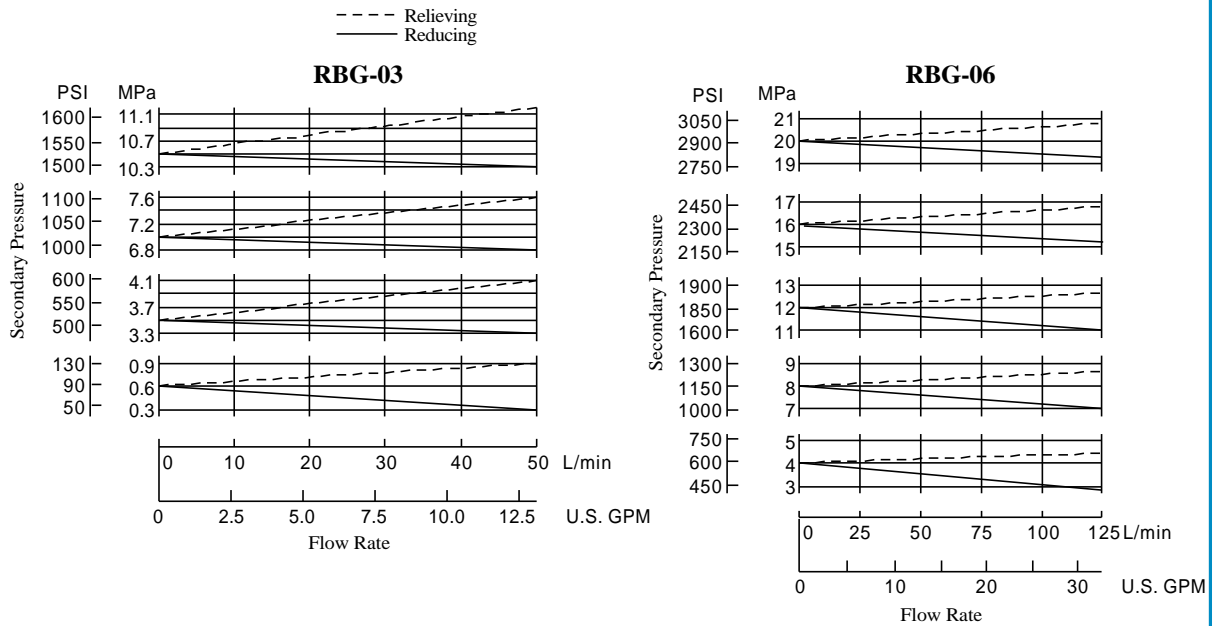 Relieving
Reducing
RBG-03
PSI MPa
1600 11.1
1550 10.7
1500 10.3
1100 7.6
1050 7.2
1000 6.8
600 4.1
550 3.7
500 3.3
130 0.9
90 0.6
50 0.3
Secondary Pressure
0 10 20 30 40 50 L/min
0 2.5 5.0 7.5 10.0 12.5 U.S. GPM
Flow Rate
RBG-06
PSI MPa
3050 21
2900 20
2750 19
2450 17
2300 16
2150 15
1900 13
1850 12
1600 11
1300 9
1150 8
1000 7
750 5
600 4
450 3
Secondary Pressure
0 25 50 75 100 125 L/min
0 10 20 30 U.S. GPM
Flow Rate